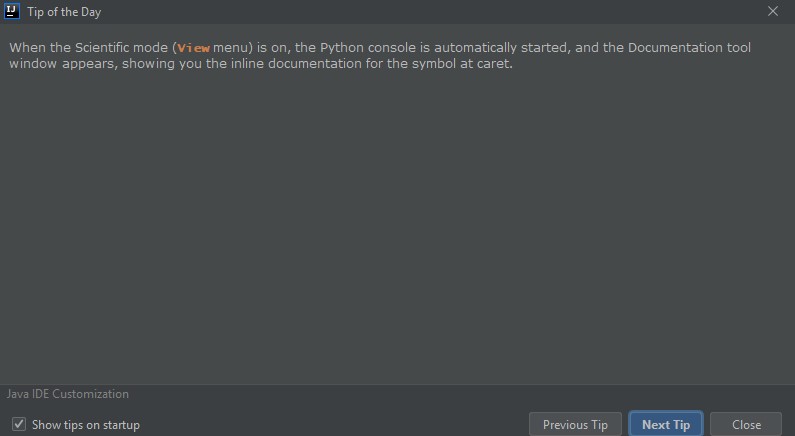 IJ
Tip of the Day
When the Scientific mode (View menu) is on, the Python console is automatically started, and the Documentation tool
window appears, showing you the inline documentation for the symbol at caret.
Java IDE Customization
Show tips on startup
Previous Tip
Next Tip
Close